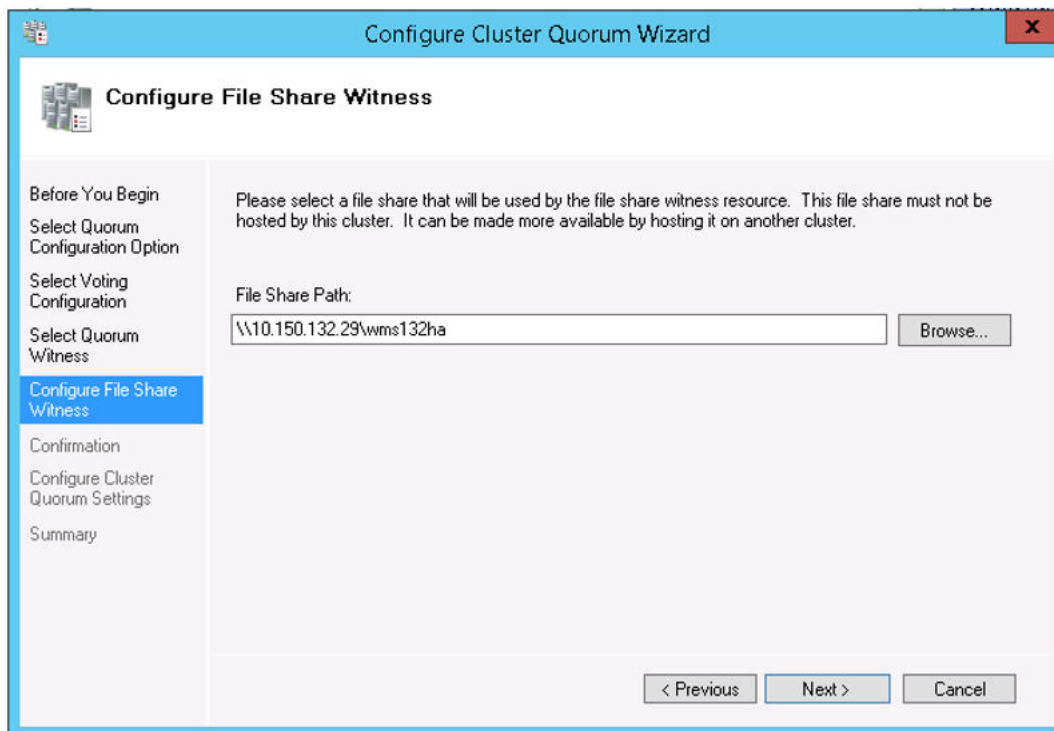 Configure Cluster Quorum Wizard
x
Configure File Share Witness
Before You Begin
Select Quorum
Configuration Option
Select Voting
Configuration
Select Quorum
Witness
Configure File Share
Witness
Confirmation
Configure Cluster
Quorum Settings
Summary
Please select a file share that will be used by the file share witness resource.  This file share must not be
hosted by this cluster.  It can be made more available by hosting it on another cluster.
File Share Path:
\\10.150.132.29\wms132ha
Browse...
< Previous
Next >
Cancel